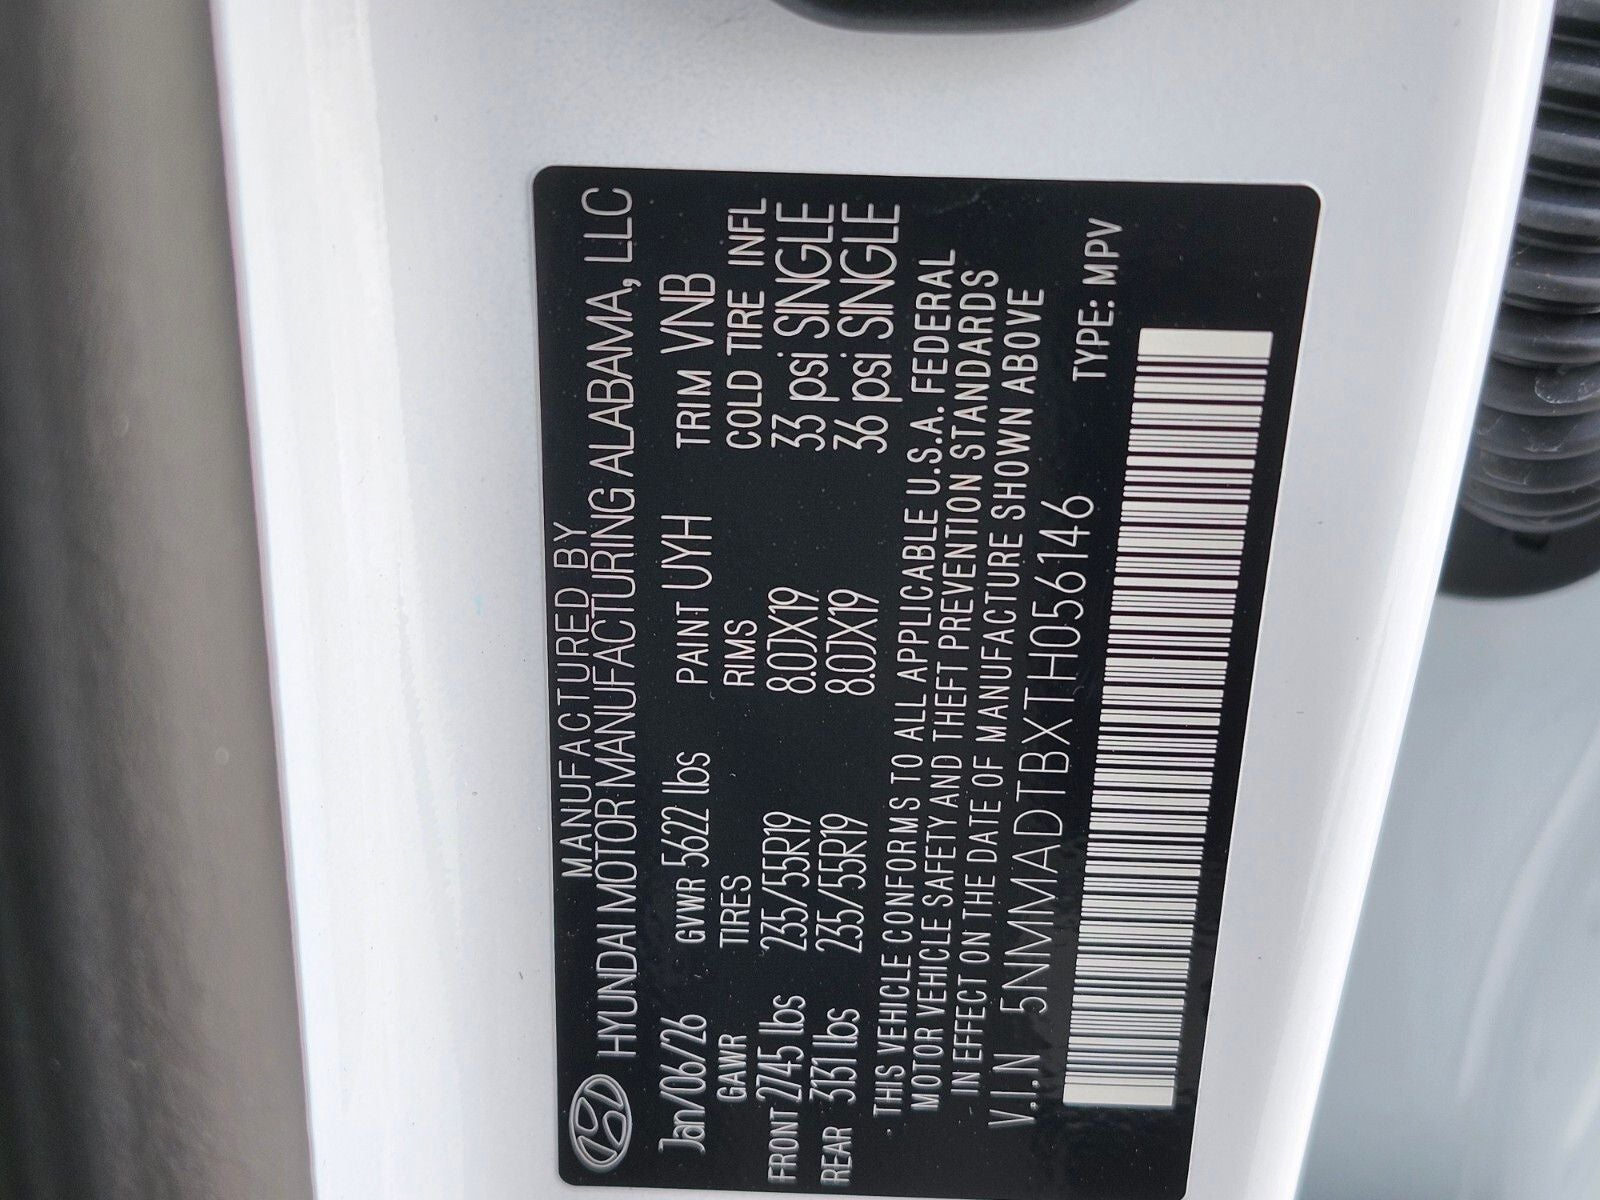 MANUFACTURED BY
HYUNDAI MOTOR MANUFACTURING ALABAMA, LLC
Jan/06/26 GVWR 5622 lbs PAINT UYH TRIM VNB
GAWR TIRES RIMS COLD TIRE INFL
FRONT 2745 lbs 235/55R19 8.0JX19 33 psi SINGLE
REAR 3131 lbs 235/55R19 8.0JX19 36 psi SINGLE
THIS VEHICLE CONFORMS TO ALL APPLICABLE U.S.A. FEDERAL
MOTOR VEHICLE SAFETY AND THEFT PREVENTION STANDARDS
IN EFFECT ON THE DATE OF MANUFACTURE SHOWN ABOVE
V.I.N 5NMMADTBXTH056146 TYPE: MPV